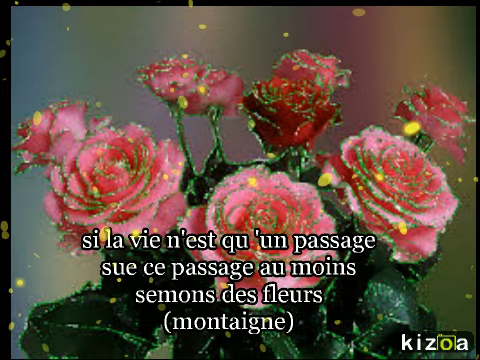 si la vie n'est qu 'un passage
sue ce passage au moins
semons des fleurs
(montaigne)
kizoa